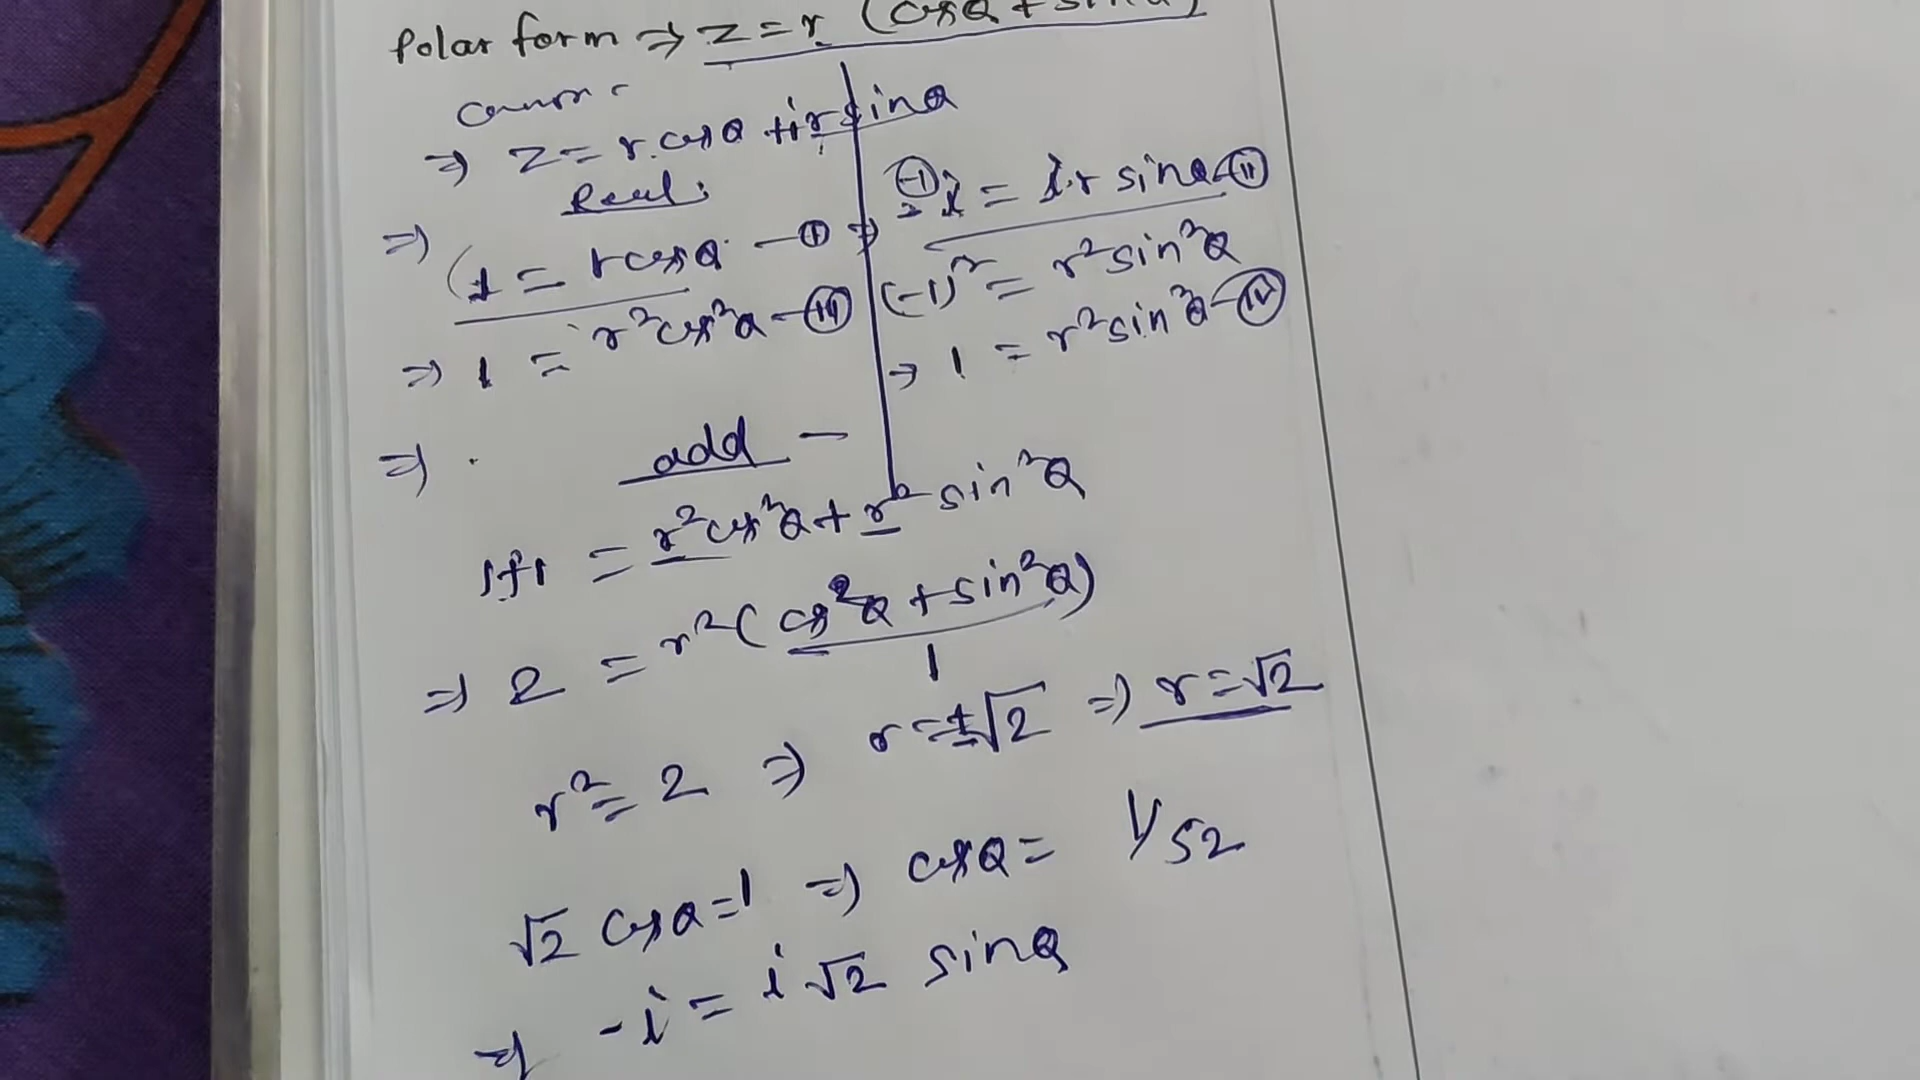 Polar form ⇒ z = r (cosθ + sinθ)
⇒ z = r.cosθ + ir sinθ
Real:
⇒ (1 = r cosθ - (I)
⇒ (-1) i = i.r sinθ - (II)
(-1)² = r² sin²θ
⇒ 1 = r² cos²θ - (III)
→ 1 = r² sin²θ - (IV)
⇒ . add -
1+1 = r² cos²θ + r² sin²θ
⇒ 2 = r² (cos²θ + sin²θ)
1
r² = 2 ⇒ r = ±√2 ⇒ r = √2
√2 cosθ = 1 ⇒ cosθ = 1/√2
⇒ -i = i √2 sinθ